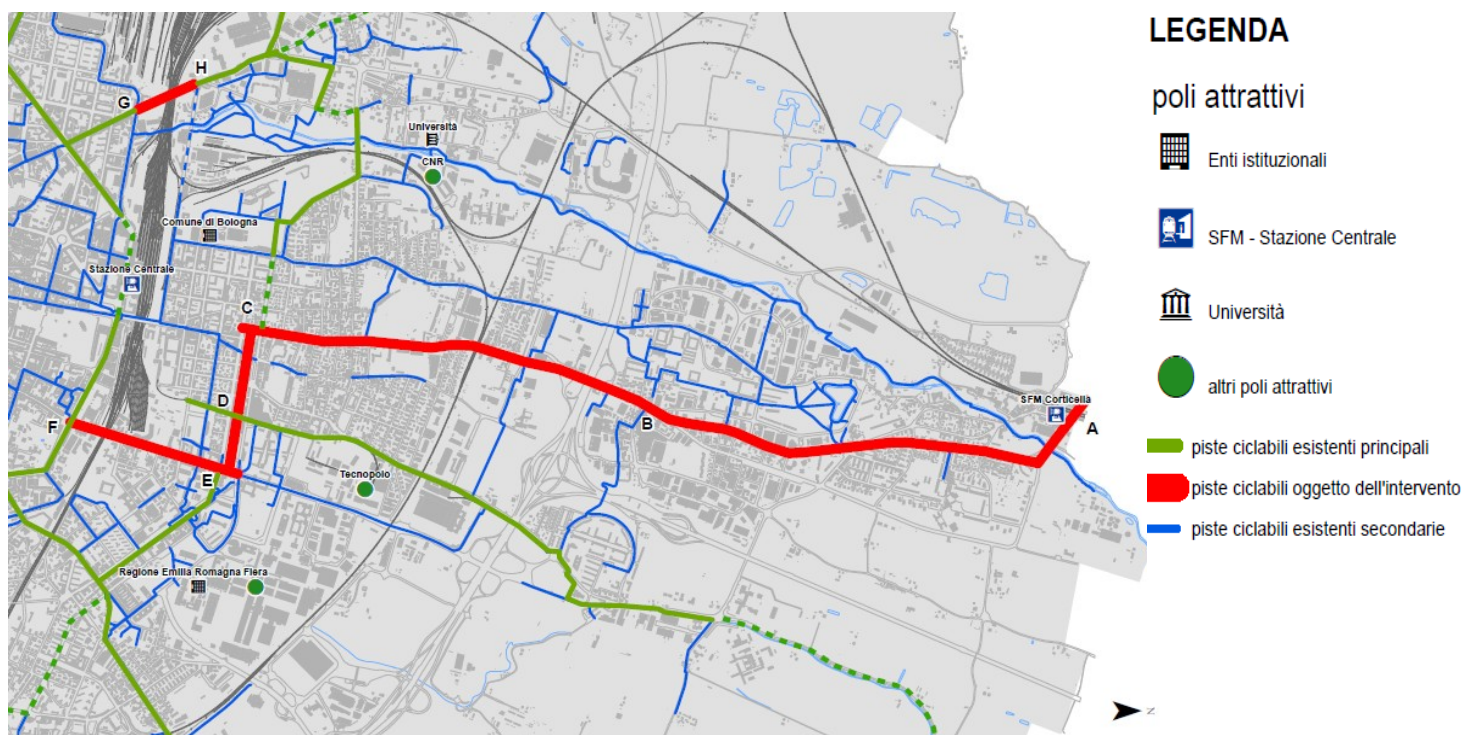 LEGENDA
poli attrattivi
Enti istituzionali
SFM - Stazione Centrale
Università
altri poli attrattivi
piste ciclabili esistenti principali
piste ciclabili oggetto dell'intervento
piste ciclabili esistenti secondarie
H
G
Università
CNR
Comune di Bologna
Stazione Centrale
C
SFM Corticella
A
B
D
F
E
Tecnopolo
Regione Emilia Romagna Fiera
N